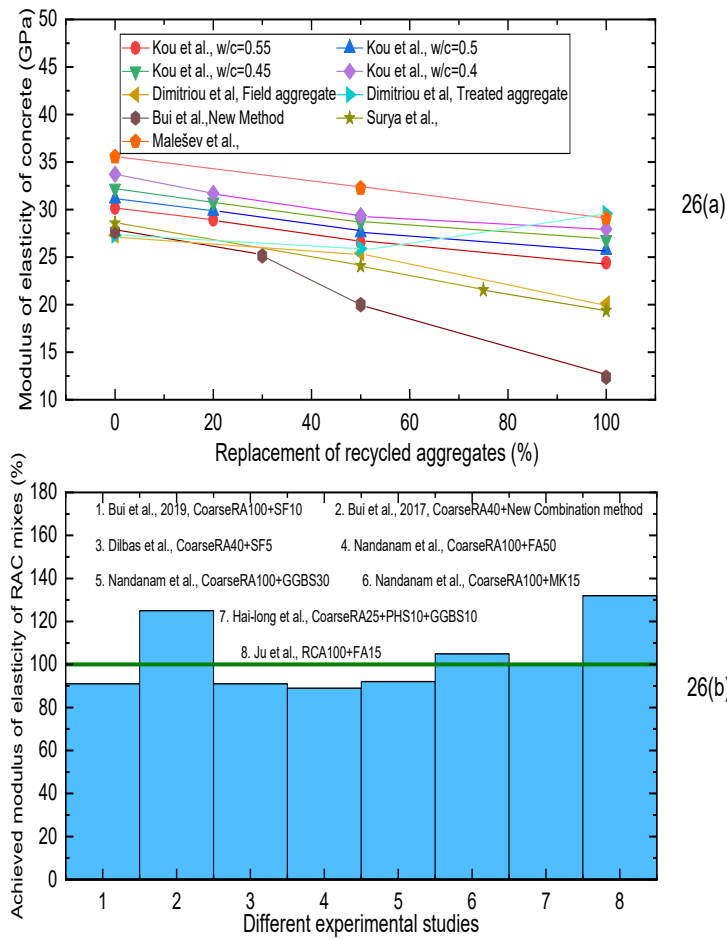 50
45
40
35
30
25
20
15
10
Modulus of elasticity of concrete (GPa)
Kou et al., w/c=0.55
Kou et al., w/c=0.5
Kou et al., w/c=0.45
Kou et al., w/c=0.4
Dimitriou et al, Field aggregate
Dimitriou et al, Treated aggregate
Bui et al.,New Method
Surya et al.,
Malešev et al.,
0 20 40 60 80 100
Replacement of recycled aggregates (%)
26(a)
180
160
140
120
100
80
60
40
20
0
Achieved modulus of elasticity of RAC mixes (%)
1. Bui et al., 2019, CoarseRA100+SF10
2. Bui et al., 2017, CoarseRA40+New Combination method
3. Dilbas et al., CoarseRA40+SF5
4. Nandanam et al., CoarseRA100+FA50
5. Nandanam et al., CoarseRA100+GGBS30
6. Nandanam et al., CoarseRA100+MK15
7. Hai-long et al., CoarseRA25+PHS10+GGBS10
8. Ju et al., RCA100+FA15
1 2 3 4 5 6 7 8
Different experimental studies
26(b)